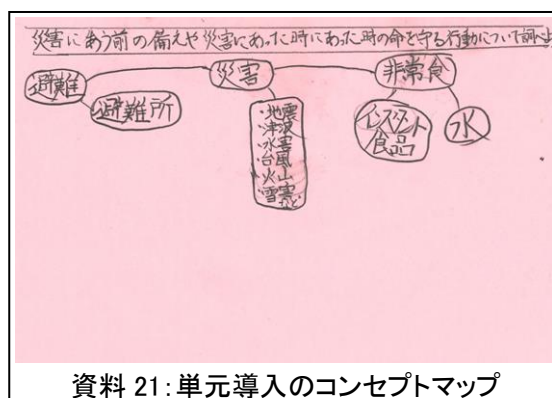 災害にあう前の備えや災害にあった時にあった時の命を守る行動について調べよ
避難
災害
非常食
避難所
・地震
・津波
・水害
・台風
・火山
・雪害
など
インスタント
食品
水
資料 21:単元導入のコンセプトマップ